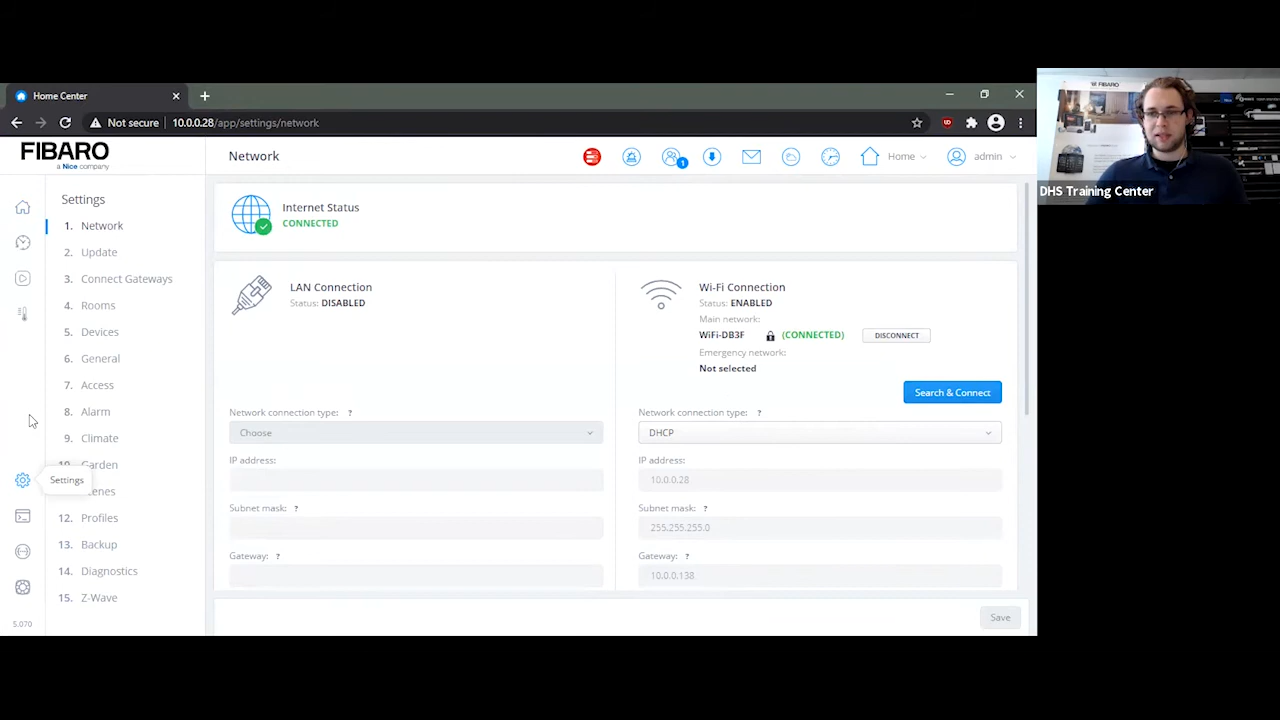 Home Center
Not secure
10.0.0.28/app/settings/network
FIBARO
a Nice company
Network
1
Home
admin
Settings
1. Network
2. Update
3. Connect Gateways
4. Rooms
5. Devices
6. General
7. Access
8. Alarm
9. Climate
Garden
Settings
12. Profiles
13. Backup
14. Diagnostics
15. Z-Wave
5.070
Internet Status
CONNECTED
LAN Connection
Status: DISABLED
Network connection type: ?
Choose
IP address:
Subnet mask: ?
Gateway: ?
Wi-Fi Connection
Status: ENABLED
Main network:
WiFi-DB3F (CONNECTED) DISCONNECT
Emergency network:
Not selected
Search & Connect
Network connection type: ?
DHCP
IP address:
10.0.0.28
Subnet mask: ?
255.255.255.0
Gateway: ?
10.0.0.138
Save
FIBARO
DHS Training Center